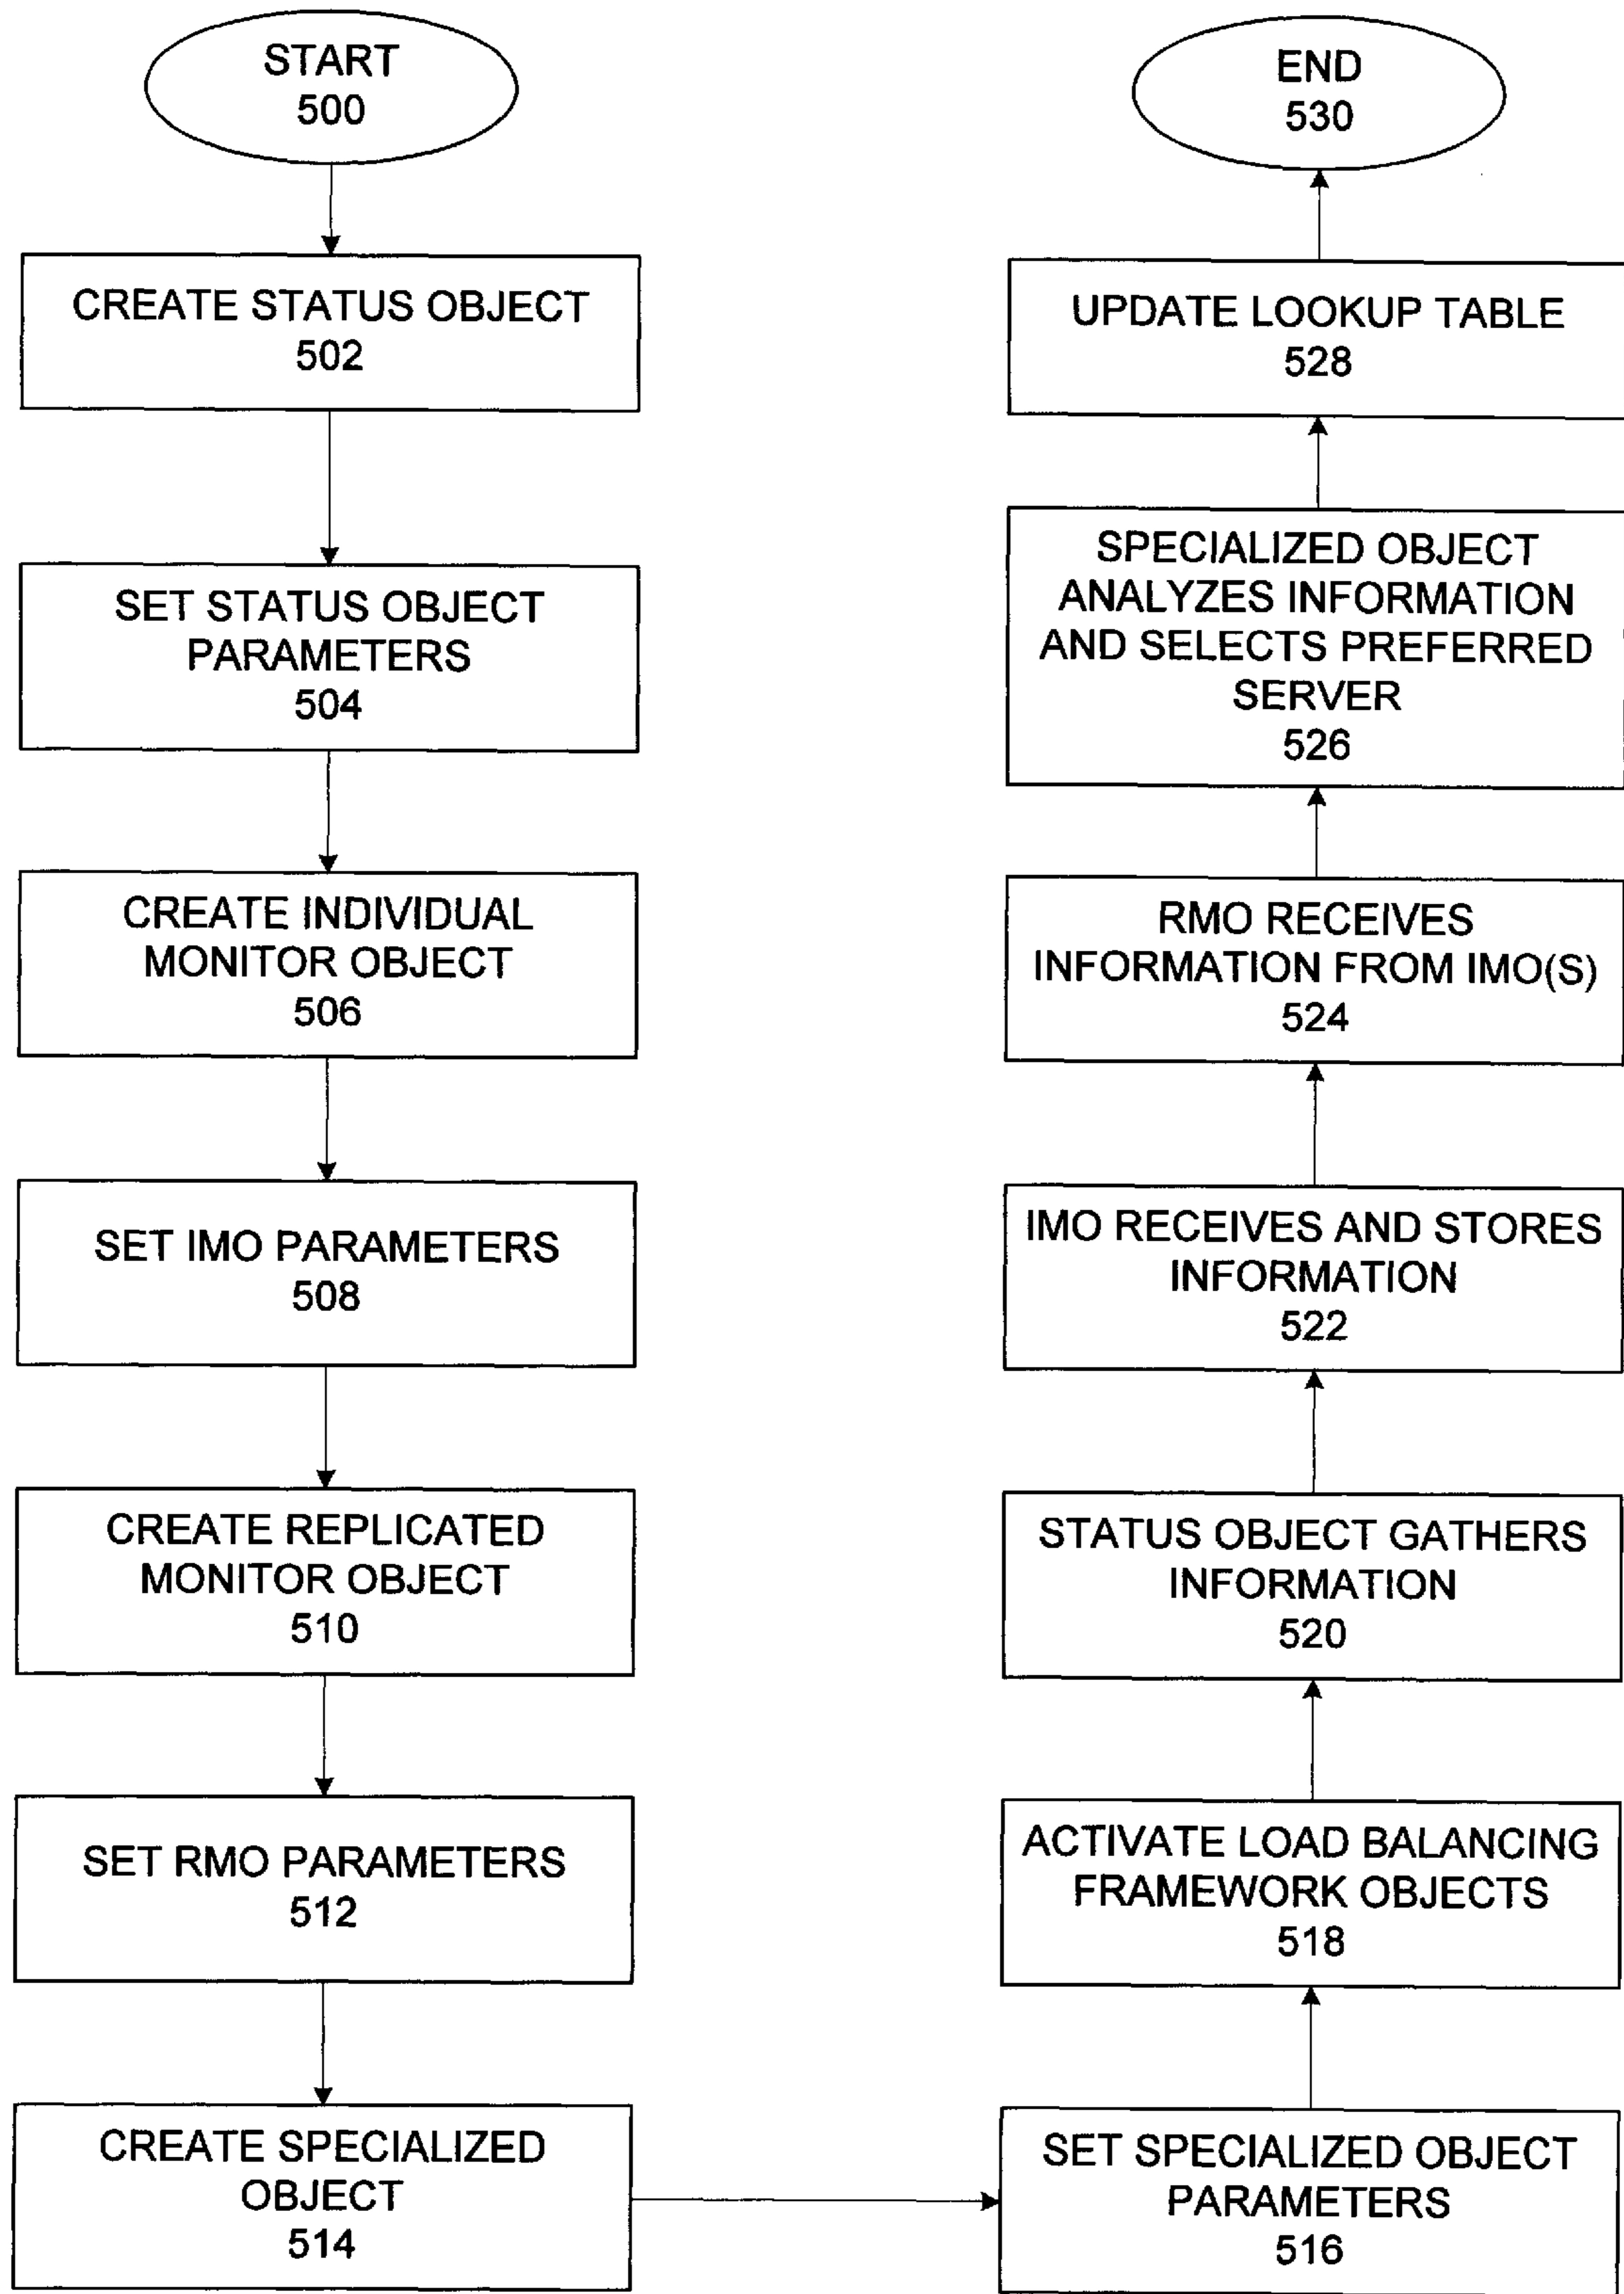 START
500
CREATE STATUS OBJECT
502
SET STATUS OBJECT
PARAMETERS
504
CREATE INDIVIDUAL
MONITOR OBJECT
506
SET IMO PARAMETERS
508
CREATE REPLICATED
MONITOR OBJECT
510
SET RMO PARAMETERS
512
CREATE SPECIALIZED
OBJECT
514
SET SPECIALIZED OBJECT
PARAMETERS
516
ACTIVATE LOAD BALANCING
FRAMEWORK OBJECTS
518
STATUS OBJECT GATHERS
INFORMATION
520
IMO RECEIVES AND STORES
INFORMATION
522
RMO RECEIVES
INFORMATION FROM IMO(S)
524
SPECIALIZED OBJECT
ANALYZES INFORMATION
AND SELECTS PREFERRED
SERVER
526
UPDATE LOOKUP TABLE
528
END
530